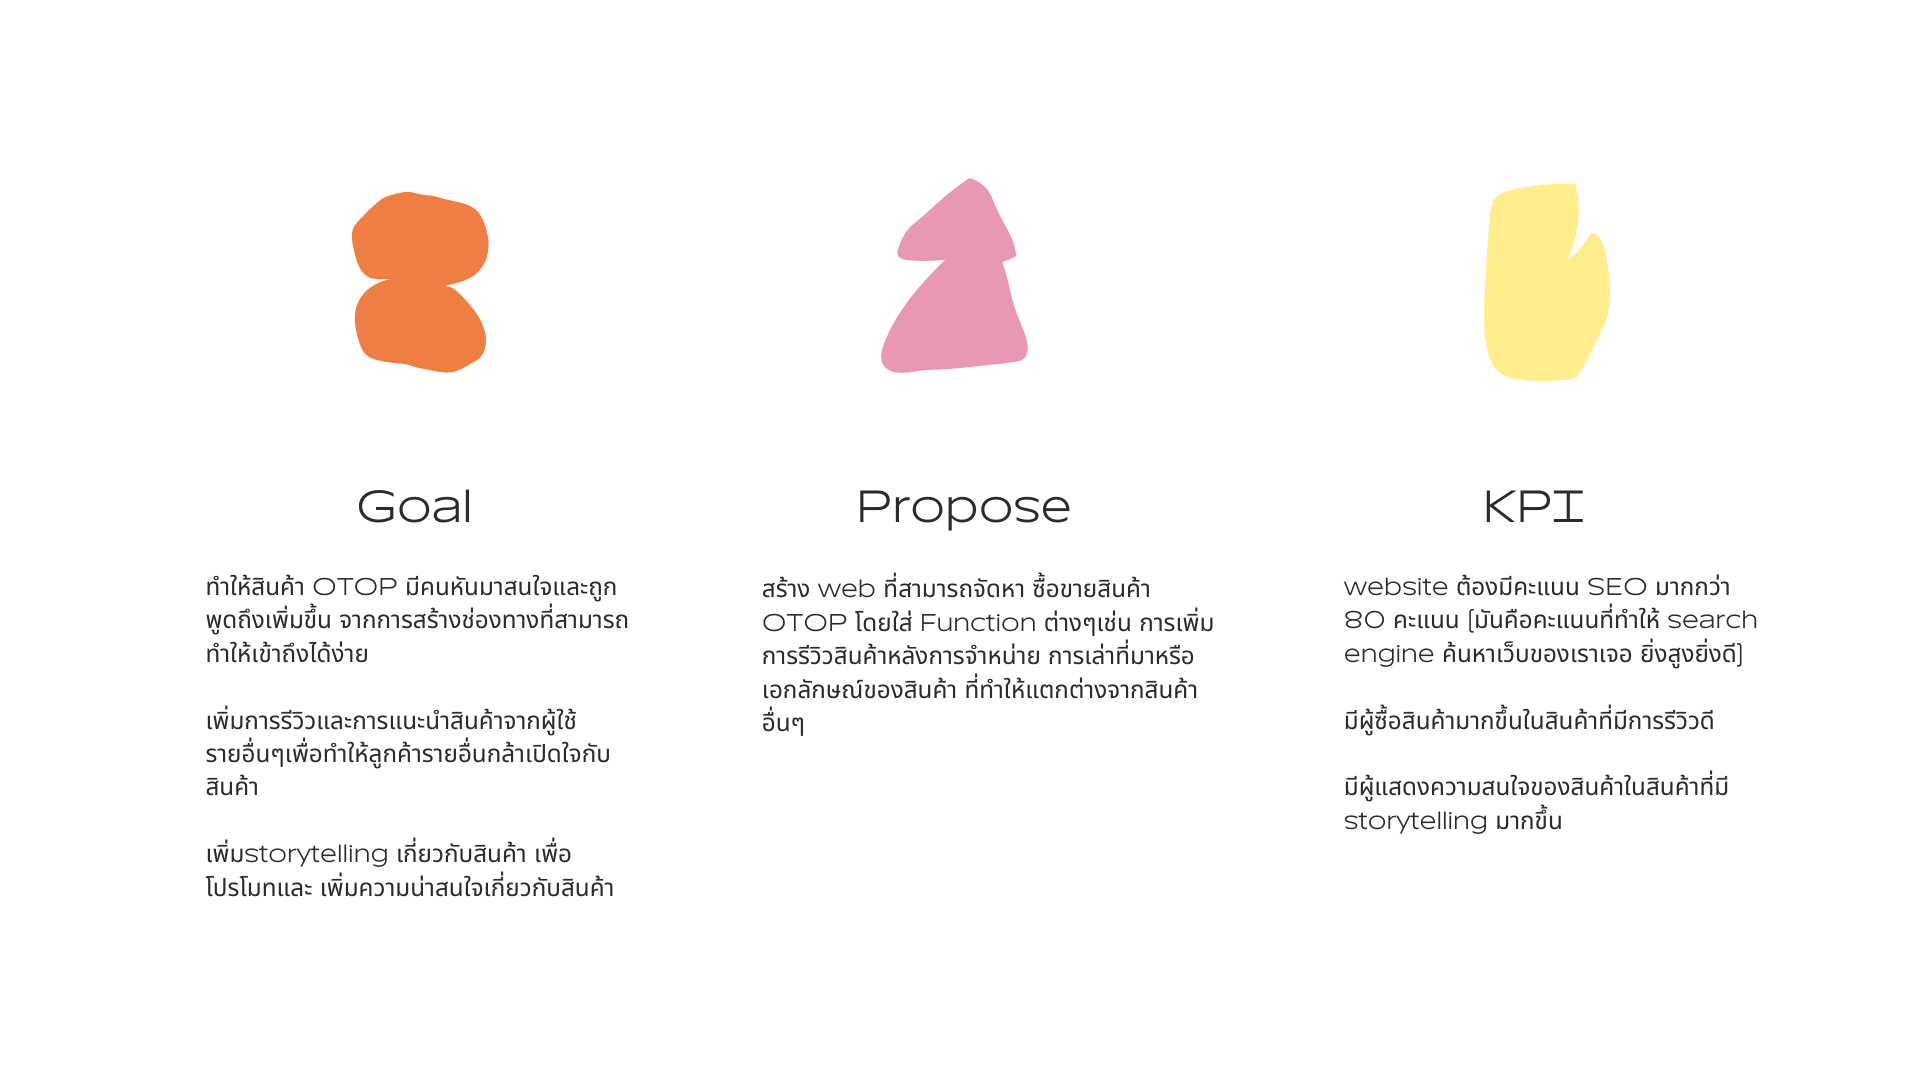 Goal
ทำให้สินค้า OTOP มีคนหันมาสนใจและถูก
พูดถึงเพิ่มขึ้น จากการสร้างช่องทางที่สามารถ
ทำให้เข้าถึงได้ง่าย
เพิ่มการรีวิวและการแนะนำสินค้าจากผู้ใช้
รายอื่นๆเพื่อทำให้ลูกค้ารายอื่นกล้าเปิดใจกับ
สินค้า
เพิ่มstorytelling เกี่ยวกับสินค้า เพื่อ
โปรโมทและ เพิ่มความน่าสนใจเกี่ยวกับสินค้า
Propose
สร้าง web ที่สามารถจัดหา ซื้อขายสินค้า
OTOP โดยใส่ Function ต่างๆเช่น การเพิ่ม
การรีวิวสินค้าหลังการจำหน่าย การเล่าที่มาหรือ
เอกลักษณ์ของสินค้า ที่ทำให้แตกต่างจากสินค้า
อื่นๆ
KPI
website ต้องมีคะแนน SEO มากกว่า
80 คะแนน (มันคือคะแนนที่ทำให้ search
engine ค้นหาเว็บของเราเจอ ยิ่งสูงยิ่งดี)
มีผู้ซื้อสินค้ามากขึ้นในสินค้าที่มีการรีวิวดี
มีผู้แสดงความสนใจของสินค้าในสินค้าที่มี
storytelling มากขึ้น